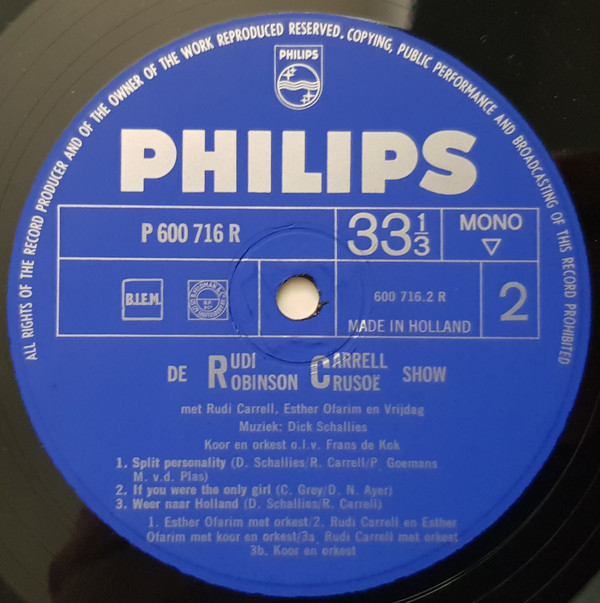 ALL RIGHTS OF THE RECORD PRODUCER AND OF THE OWNER OF THE WORK REPRODUCED RESERVED. COPYING, PUBLIC PERFORMANCE AND BROADCASTING OF THIS RECORD PROHIBITED
PHILIPS
PHILIPS
P 600 716 R
33 1/3
MONO
B.I.E.M.
600 716.2 R
MADE IN HOLLAND
2
DE RUDI CARRELL
ROBINSON CRUSOË SHOW
met Rudi Carrell, Esther Ofarim en Vrijdag
Muziek: Dick Schallies
Koor en orkest o.l.v. Frans de Kok
1. Split personality (D. Schallies/R. Carrell/P. Goemans
M. v.d. Plas)
2. If you were the only girl (C. Grey/D. N. Ayer)
3. Weer naar Holland (D. Schallies/R. Carrell)
1. Esther Ofarim met orkest/2. Rudi Carrell en Esther
Ofarim met koor en orkest/3a. Rudi Carrell met orkest
3b. Koor en orkest